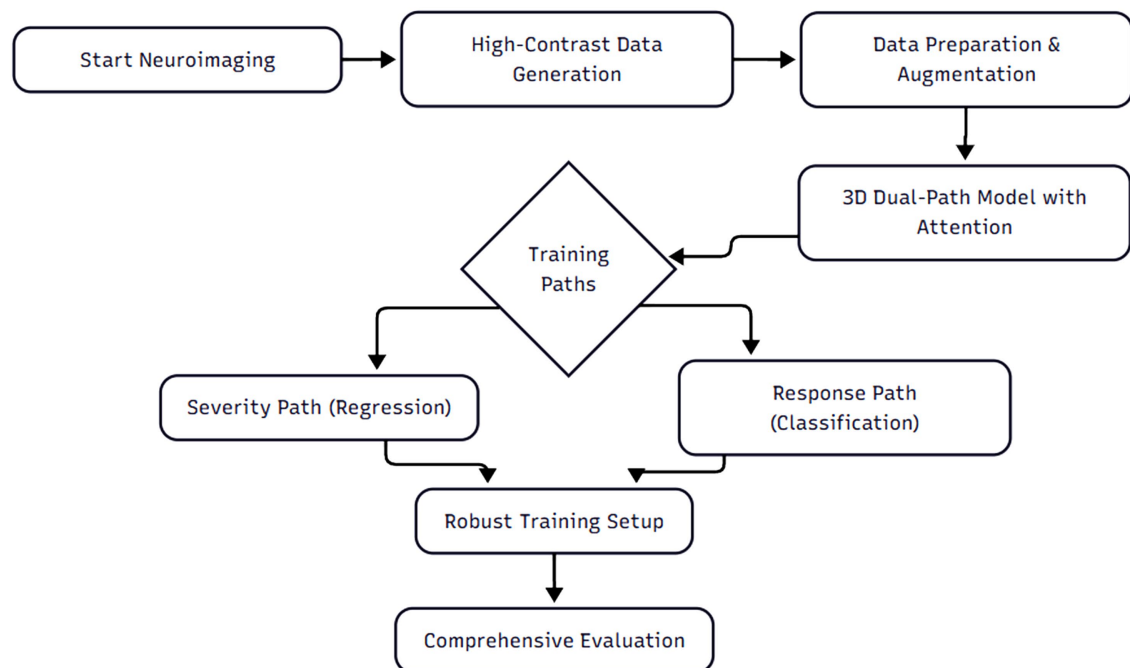 Start Neuroimaging
High-Contrast Data
Generation
Data Preparation &
Augmentation
3D Dual-Path Model with
Attention
Training
Paths
Severity Path (Regression)
Response Path
(Classification)
Robust Training Setup
Comprehensive Evaluation